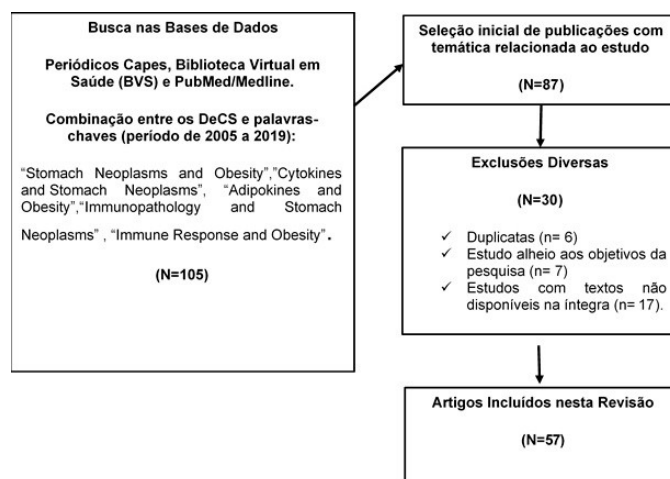 Busca nas Bases de Dados
Periódicos Capes, Biblioteca Virtual em
Saúde (BVS) e PubMed/Medline.
Combinação entre os DeCS e palavras-
chaves (período de 2005 a 2019):
“Stomach Neoplasms and Obesity”,”Cytokines
and Stomach Neoplasms”, “Adipokines and
Obesity”,“Immunopathology and Stomach
Neoplasms” , “Immune Response and Obesity”.
(N=105)
Seleção inicial de publicações com
temática relacionada ao estudo
(N=87)
Exclusões Diversas
(N=30)
✓ Duplicatas (n= 6)
✓ Estudo alheio aos objetivos da
pesquisa (n= 7)
✓ Estudos com textos não
disponíveis na íntegra (n= 17).
Artigos Incluídos nesta Revisão
(N=57)